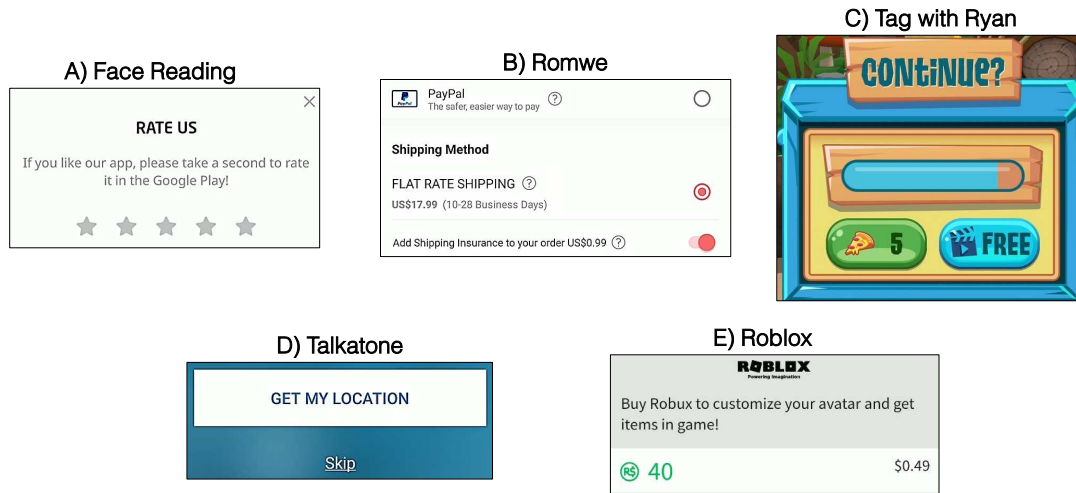 A) Face Reading
RATE US
If you like our app, please take a second to rate
it in the Google Play!
B) Romwe
PayPal
PayPal
The safer, easier way to pay
Shipping Method
FLAT RATE SHIPPING
US$17.99 (10-28 Business Days)
Add Shipping Insurance to your order US$0.99
C) Tag with Ryan
CONTINUE?
5
FREE
D) Talkatone
GET MY LOCATION
Skip
E) Roblox
ROBLOX
Powering Imagination
Buy Robux to customize your avatar and get
items in game!
R$ 40
$0.49